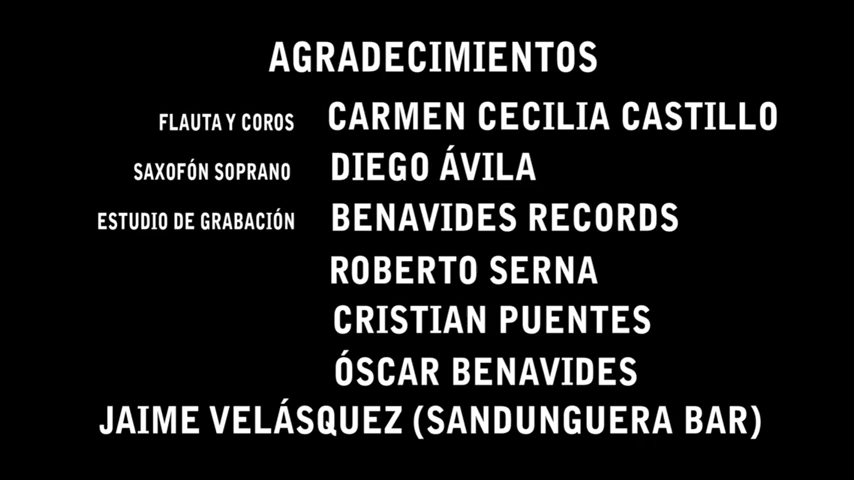 AGRADECIMIENTOS
FLAUTA Y COROS CARMEN CECILIA CASTILLO
SAXOFÓN SOPRANO DIEGO ÁVILA
ESTUDIO DE GRABACIÓN BENAVIDES RECORDS
ROBERTO SERNA
CRISTIAN PUENTES
ÓSCAR BENAVIDES
JAIME VELÁSQUEZ (SANDUNGUERA BAR)